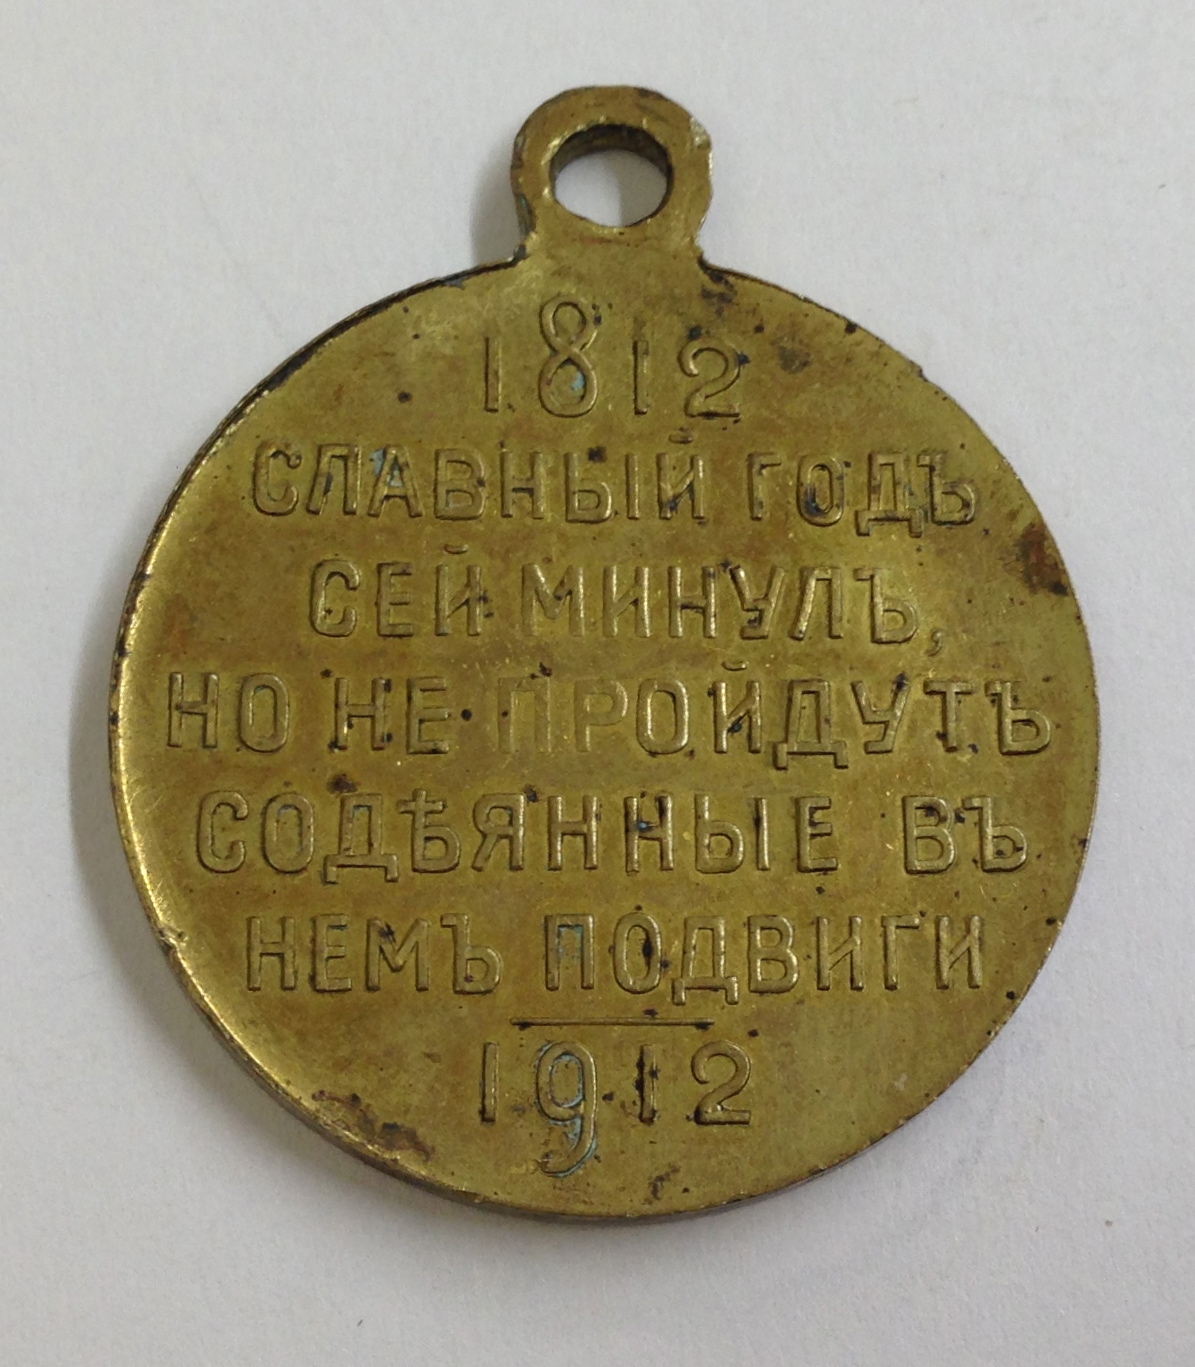 1812
СЛАВНЫЙ ГОДЪ
СЕЙ МИНУЛЪ,
НО НЕ ПРОЙДУТЪ
СОДѢЯННЫЕ ВЪ
НЕМЪ ПОДВИГИ
1912